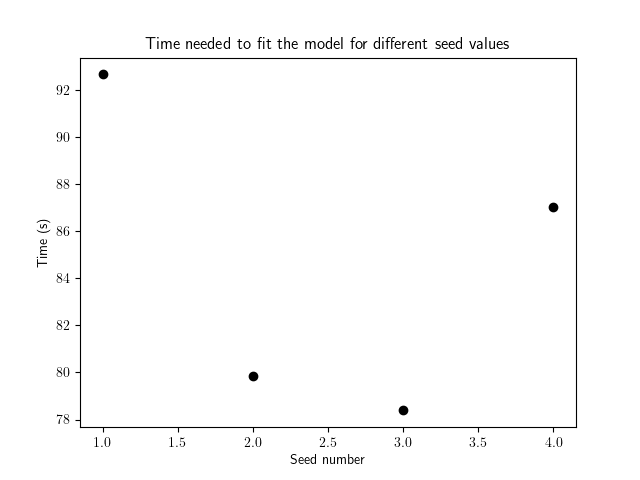 Time needed to fit the model for different seed values
92
90
88
86
84
82
80
78
Time (s)
1.0 1.5 2.0 2.5 3.0 3.5 4.0
Seed number